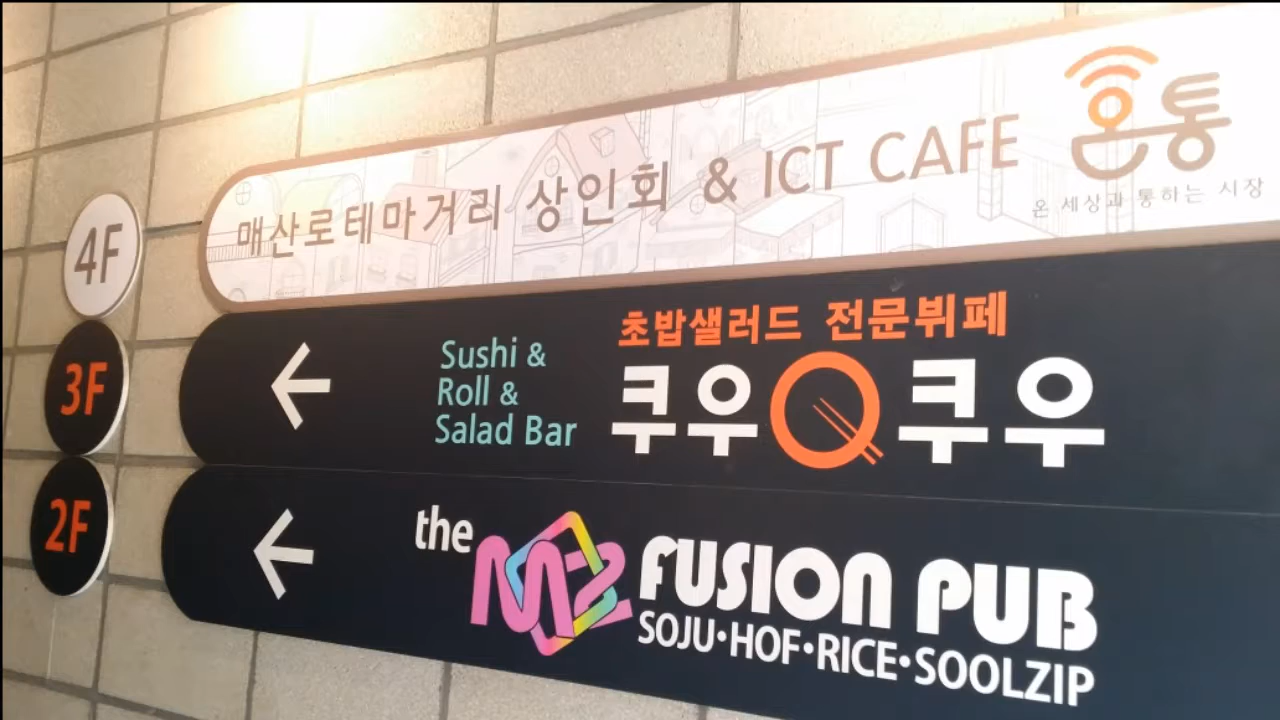 4F
매산로테마거리 상인회 & ICT CAFE
온통
온 세상과 통하는 시장
3F
Sushi &
Roll &
Salad Bar
초밥샐러드 전문뷔페
쿠우Q쿠우
2F
the M2 FUSION PUB
SOJU·HOF·RICE·SOOLZIP